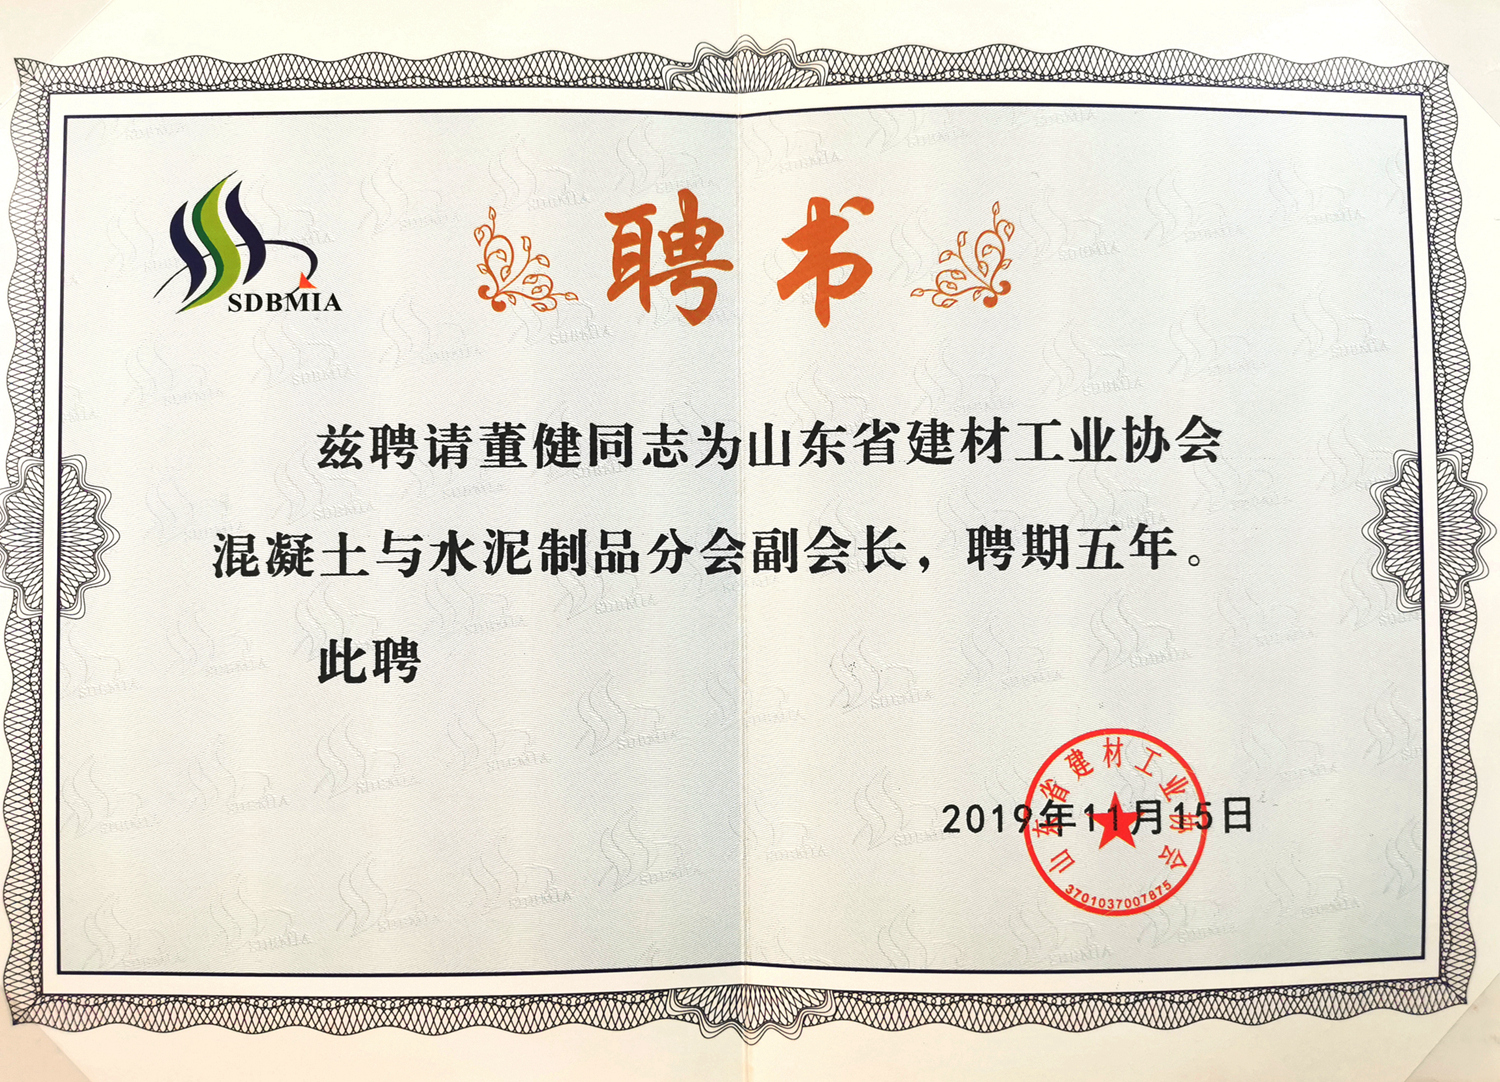 SDBMIA
聘书
兹聘请董健同志为山东省建材工业协会
混凝土与水泥制品分会副会长，聘期五年。
此聘
2019年11月15日
山东省建材工业协会
3701037007875